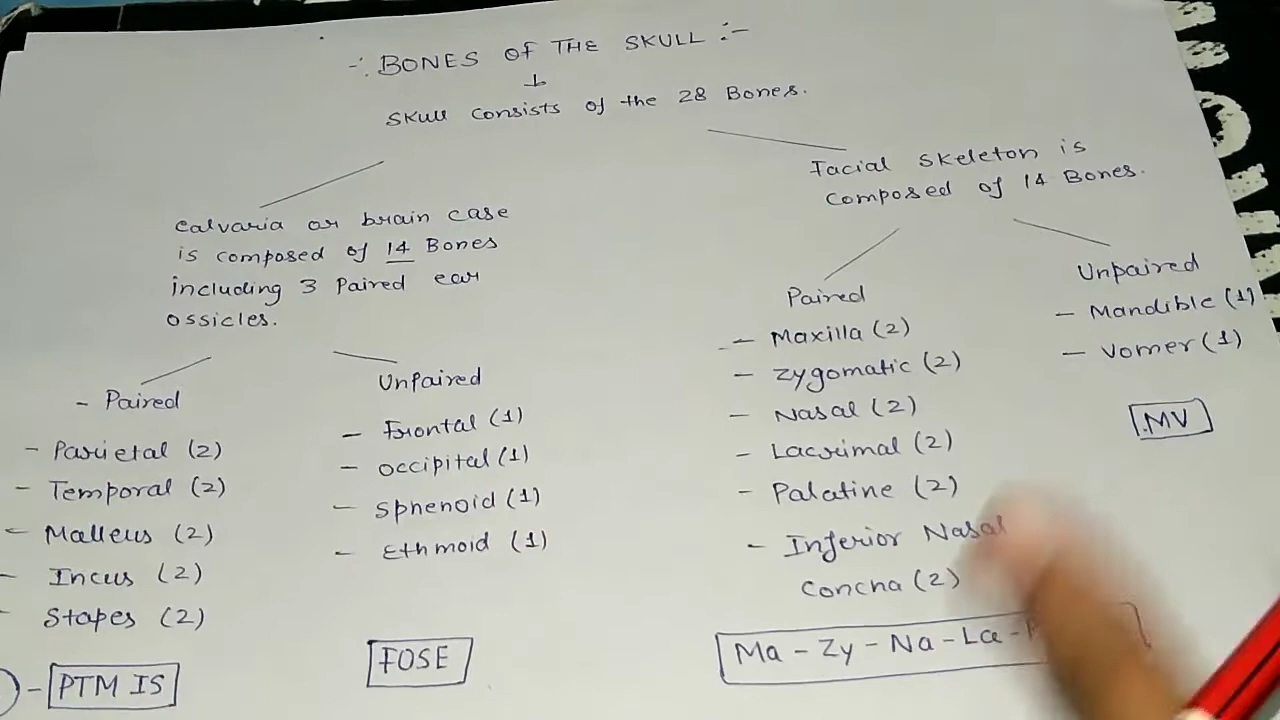 -: BONES OF THE SKULL :-
Skull consists of the 28 Bones.
Calvaria or brain case
is composed of 14 Bones
including 3 Paired ear
ossicles.
- Paired
- Parietal (2)
- Temporal (2)
- Malleus (2)
- Incus (2)
- Stapes (2)
- PTM IS
Unpaired
- Frontal (1)
- Occipital (1)
- Sphenoid (1)
- Ethmoid (1)
FOSE
Facial Skeleton is
composed of 14 Bones.
Paired
- Maxilla (2)
- Zygomatic (2)
- Nasal (2)
- Lacrimal (2)
- Palatine (2)
- Inferior Nasal
Concha (2)
Ma - Zy - Na - La -
Unpaired
- Mandible (1)
- Vomer (1)
MV